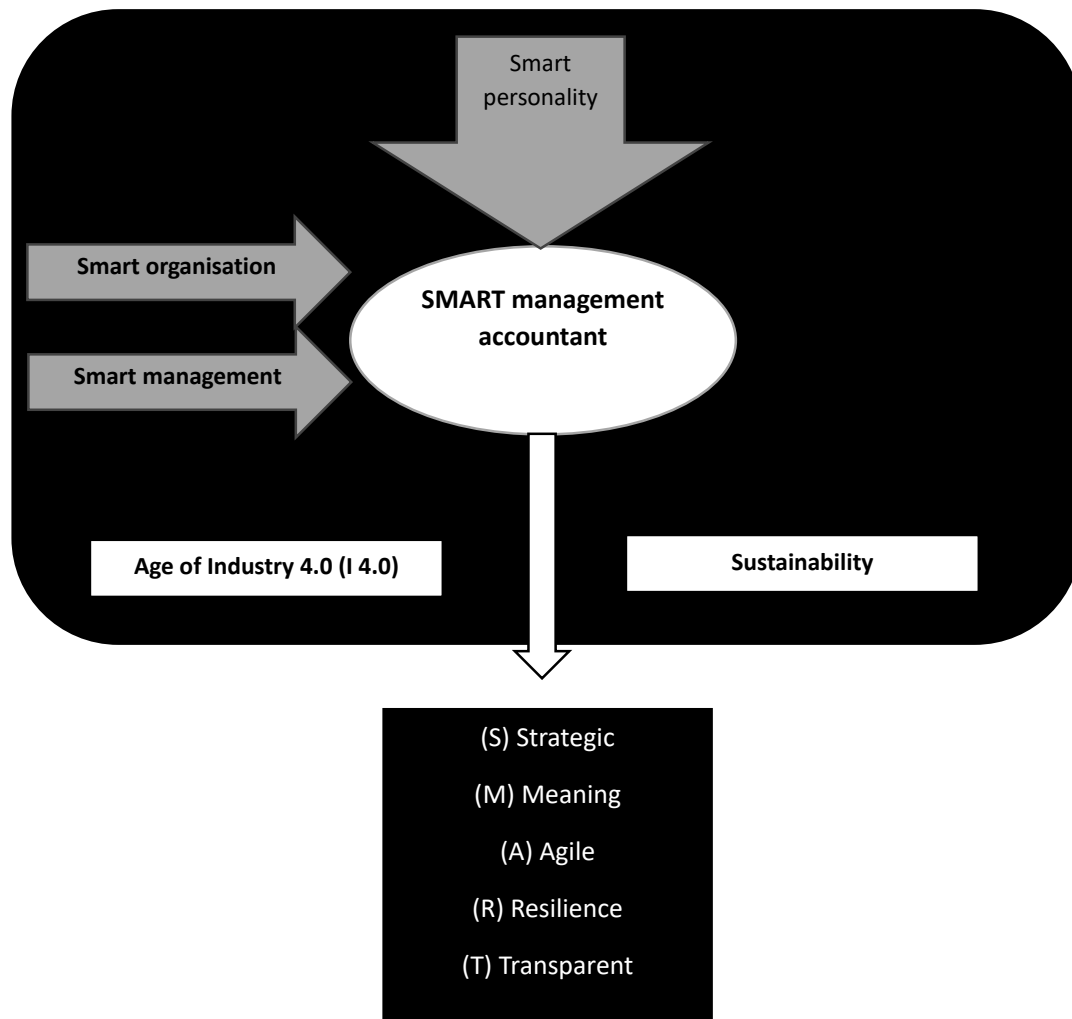 Smart
personality
Smart organisation
SMART management
accountant
Smart management
Age of Industry 4.0 (I 4.0)
Sustainability
(S) Strategic
(M) Meaning
(A) Agile
(R) Resilience
(T) Transparent